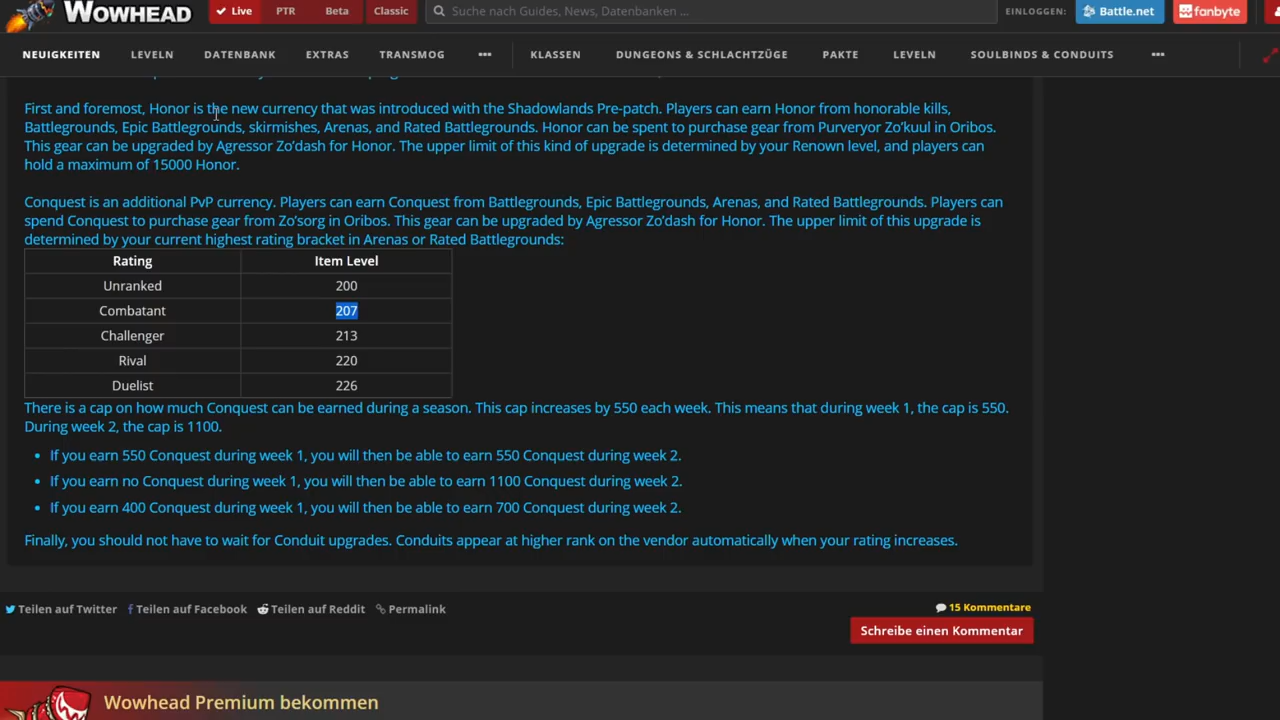 WOWHEAD
Live PTR Beta Classic
Suche nach Guides, News, Datenbanken ...
EINLOGGEN: Battle.net fanbyte
NEUIGKEITEN LEVELN DATENBANK EXTRAS TRANSMOG ••• KLASSEN DUNGEONS & SCHLACHTZÜGE PAKTE LEVELN SOULBINDS & CONDUITS •••
First and foremost, Honor is the new currency that was introduced with the Shadowlands Pre-patch. Players can earn Honor from honorable kills,
Battlegrounds, Epic Battlegrounds, skirmishes, Arenas, and Rated Battlegrounds. Honor can be spent to purchase gear from Purveryor Zo’kuul in Oribos.
This gear can be upgraded by Agressor Zo’dash for Honor. The upper limit of this kind of upgrade is determined by your Renown level, and players can
hold a maximum of 15000 Honor.
Conquest is an additional PvP currency. Players can earn Conquest from Battlegrounds, Epic Battlegrounds, Arenas, and Rated Battlegrounds. Players can
spend Conquest to purchase gear from Zo’sorg in Oribos. This gear can be upgraded by Agressor Zo’dash for Honor. The upper limit of this upgrade is
determined by your current highest rating bracket in Arenas or Rated Battlegrounds:
Rating Item Level
Unranked 200
Combatant 207
Challenger 213
Rival 220
Duelist 226
There is a cap on how much Conquest can be earned during a season. This cap increases by 550 each week. This means that during week 1, the cap is 550.
During week 2, the cap is 1100.
• If you earn 550 Conquest during week 1, you will then be able to earn 550 Conquest during week 2.
• If you earn no Conquest during week 1, you will then be able to earn 1100 Conquest during week 2.
• If you earn 400 Conquest during week 1, you will then be able to earn 700 Conquest during week 2.
Finally, you should not have to wait for Conduit upgrades. Conduits appear at higher rank on the vendor automatically when your rating increases.
Teilen auf Twitter Teilen auf Facebook Teilen auf Reddit Permalink
15 Kommentare
Schreibe einen Kommentar
Wowhead Premium bekommen